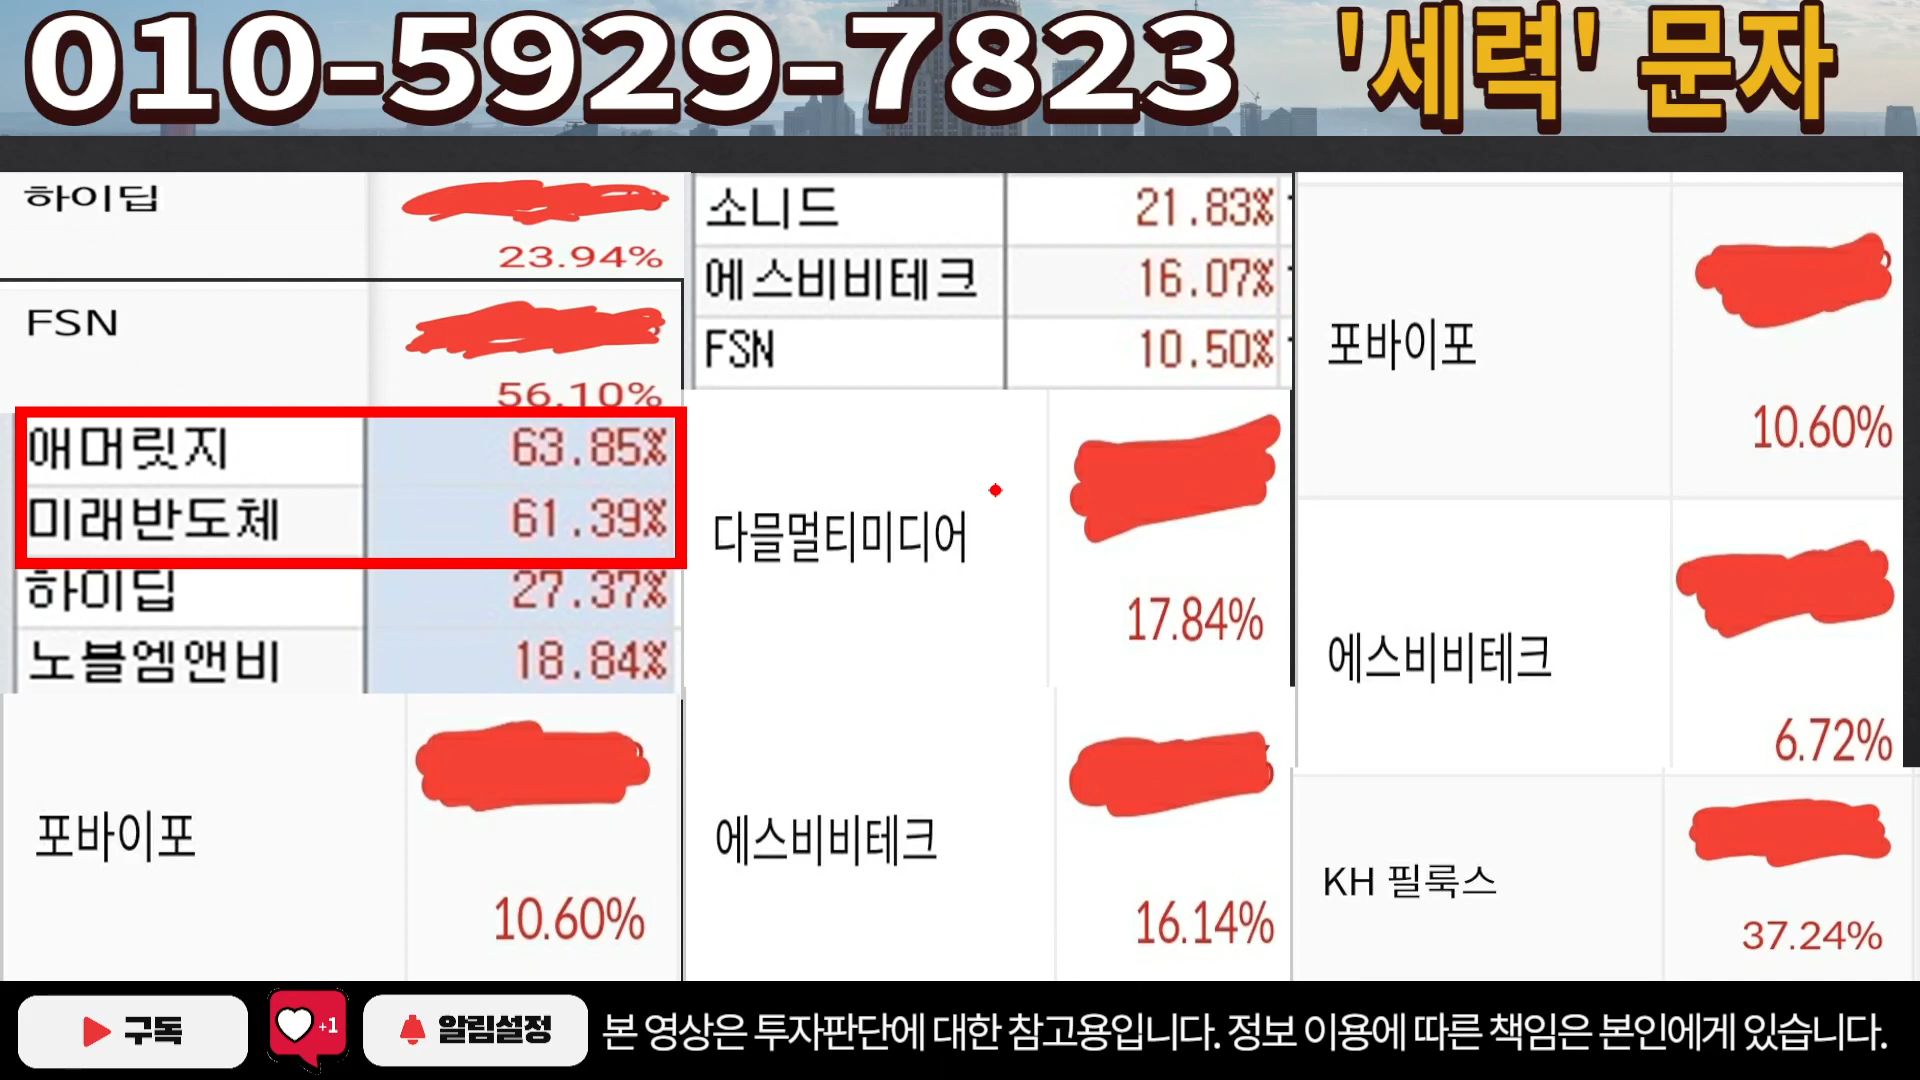 010-5929-7823 '세력' 문자
하이딥
23.94%
FSN
56.10%
애머릿지 63.85%
미래반도체 61.39%
하이딥 27.37%
노블엠앤비 18.84%
포바이포
10.60%
소니드 21.83%
에스비비테크 16.07%
FSN 10.50%
다믈멀티미디어
17.84%
에스비비테크
16.14%
포바이포
10.60%
에스비비테크
6.72%
KH 필룩스
37.24%
구독 +1 알림설정 본 영상은 투자판단에 대한 참고용입니다. 정보 이용에 따른 책임은 본인에게 있습니다.